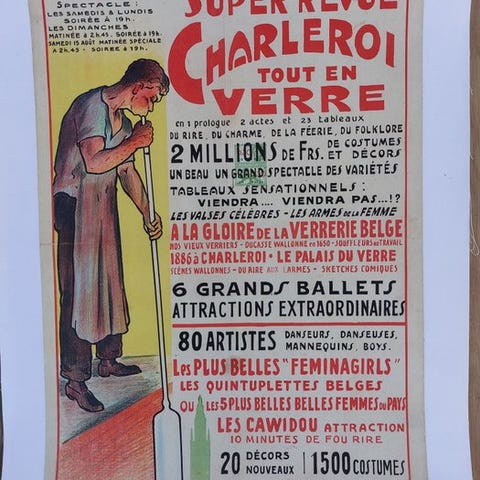 SPECTACLE :
LES SAMEDIS & LUNDIS
SOIRÉE À 19h.
LES DIMANCHES
MATINÉE à 2h.45. SOIRÉE à 19h.
SAMEDI 15 AOÛT MATINÉE SPÉCIALE
À 2h.45 - SOIRÉE à 19h.
SUPER REVUE
CHARLEROI
TOUT EN
VERRE
en 1 prologue 2 actes et 23 tableaux
DU RIRE, DU CHARME, DE LA FÉERIE, DU FOLKLORE
2 MILLIONS DE FRS. DE COSTUMES ET DÉCORS
UN BEAU UN GRAND SPECTACLE DES VARIÉTÉS
TABLEAUX SENSATIONNELS :
VIENDRA .... VIENDRA PAS...!?
LES VALSES CÉLÈBRES - LES ARMES DE LA FEMME
A LA GLOIRE DE LA VERRERIE BELGE
NOS VIEUX VERRIERS - DUCASSE WALLONNE en 1650 - SOUFFLEURS AU TRAVAIL
1886 à CHARLEROI • LE PALAIS DU VERRE
SCÈNES WALLONNES - DU RIRE AUX LARMES - SKETCHES COMIQUES
6 GRANDS BALLETS
ATTRACTIONS EXTRAORDINAIRES
80 ARTISTES DANSEURS, DANSEUSES, MANNEQUINS, BOYS.
LES PLUS BELLES "FEMINAGIRLS"
LES QUINTUPLETTES BELGES
OU LES 5 PLUS BELLES BELLES FEMMES DU PAYS
LES CAWIDOU ATTRACTION
10 MINUTES DE FOU RIRE
20 DÉCORS NOUVEAUX 1500 COSTUMES